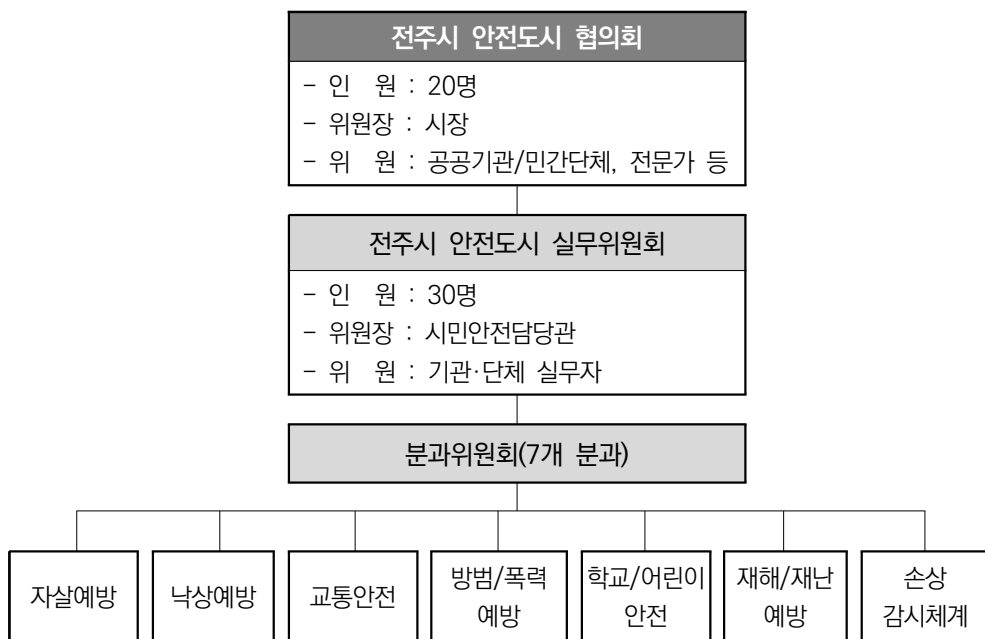 전주시 안전도시 협의회
- 인 원 : 20명
- 위원장 : 시장
- 위 원 : 공공기관/민간단체, 전문가 등
전주시 안전도시 실무위원회
- 인 원 : 30명
- 위원장 : 시민안전담당관
- 위 원 : 기관·단체 실무자
분과위원회(7개 분과)
자살예방
낙상예방
교통안전
방범/폭력
예방
학교/어린이
안전
재해/재난
예방
손상
감시체계